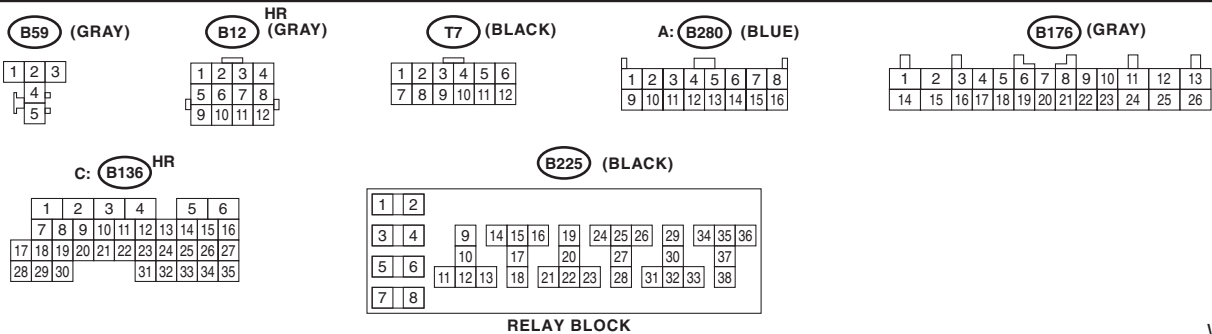 B59 (GRAY)
1 2 3
4
5
HR
B12 (GRAY)
1 2 3 4
5 6 7 8
9 10 11 12
T7 (BLACK)
1 2 3 4 5 6
7 8 9 10 11 12
A: B280 (BLUE)
1 2 3 4 5 6 7 8
9 10 11 12 13 14 15 16
B176 (GRAY)
1 2 3 4 5 6 7 8 9 10 11 12 13
14 15 16 17 18 19 20 21 22 23 24 25 26
C: B136 HR
1 2 3 4 5 6
7 8 9 10 11 12 13 14 15 16
17 18 19 20 21 22 23 24 25 26 27
28 29 30 31 32 33 34 35
B225 (BLACK)
1 2
3 4 9 14 15 16 19 24 25 26 29 34 35 36
10 17 20 27 30 37
5 6 11 12 13 18 21 22 23 28 31 32 33 38
7 8
RELAY BLOCK